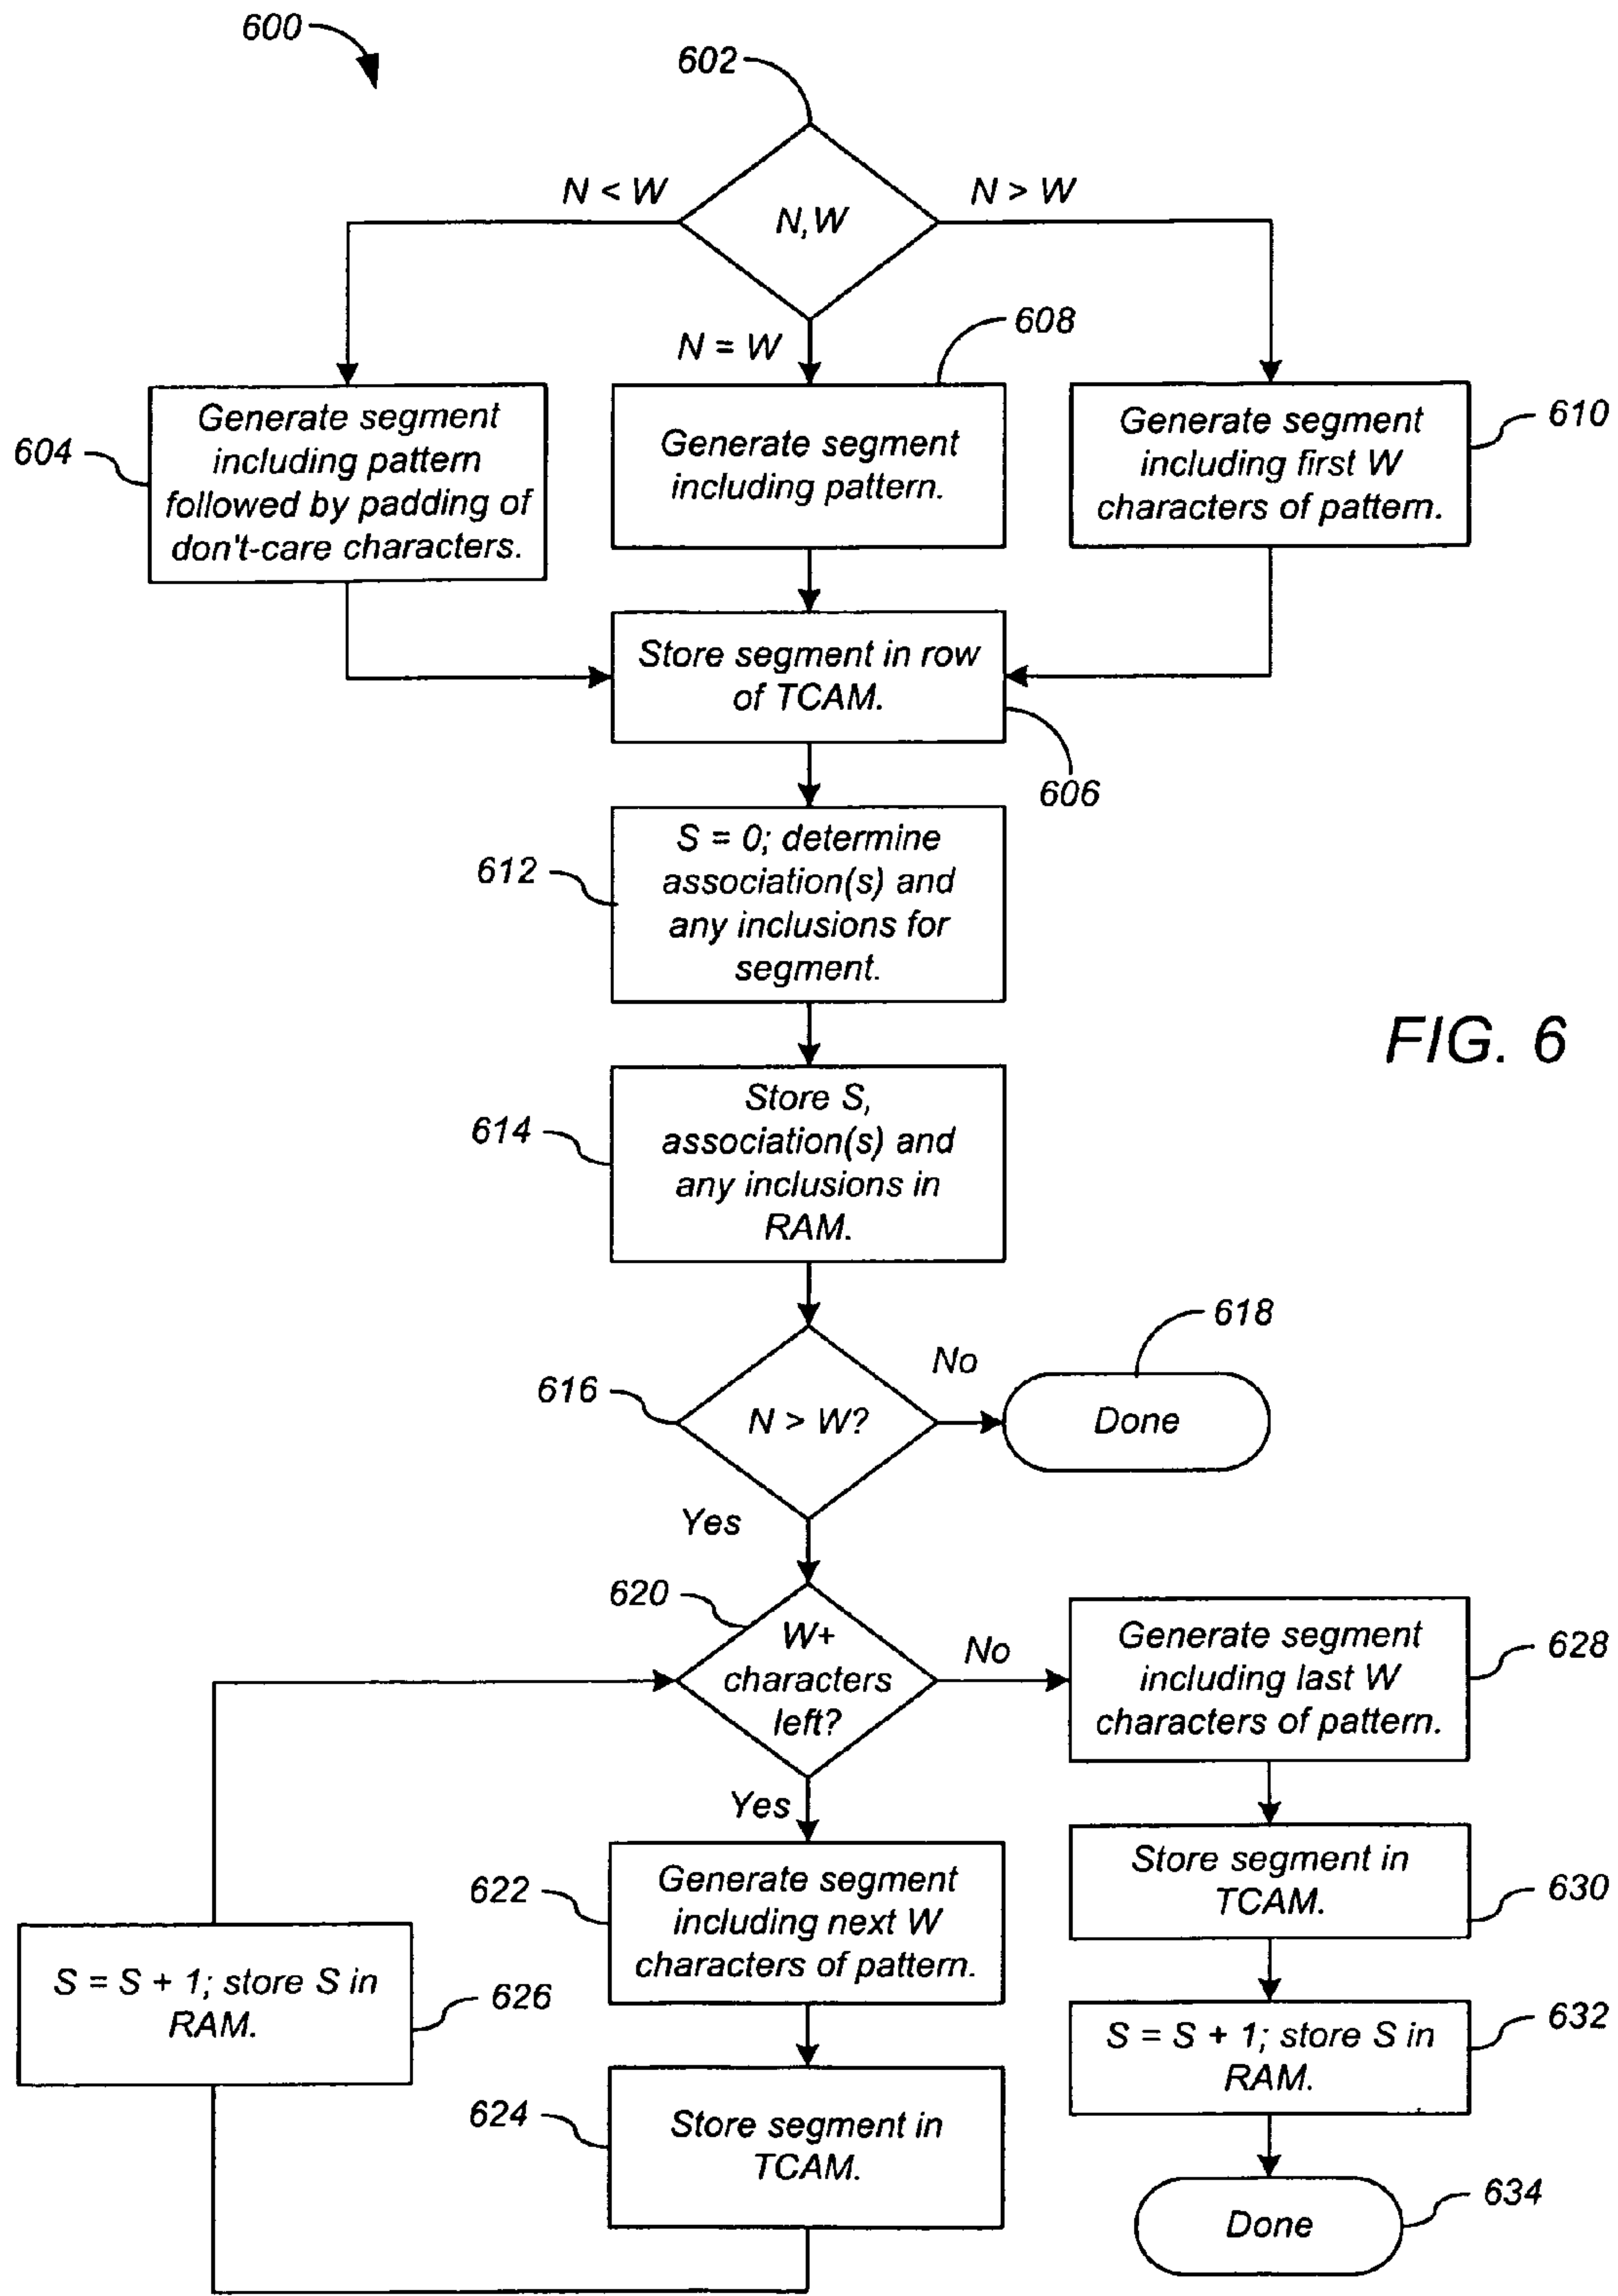 600
602
N < W
N > W
N,W
N = W
608
604
Generate segment
including pattern
followed by padding of
don't-care characters.
Generate segment
including pattern.
Generate segment
including first W
characters of pattern.
610
Store segment in row
of TCAM.
606
612
S = 0; determine
association(s) and
any inclusions for
segment.
FIG. 6
614
Store S,
association(s) and
any inclusions in
RAM.
618
616
N > W?
No
Done
Yes
620
W+
characters
left?
No
Generate segment
including last W
characters of pattern.
628
Yes
622
Generate segment
including next W
characters of pattern.
Store segment in
TCAM.
630
S = S + 1; store S in
RAM.
626
S = S + 1; store S in
RAM.
632
624
Store segment in
TCAM.
Done
634